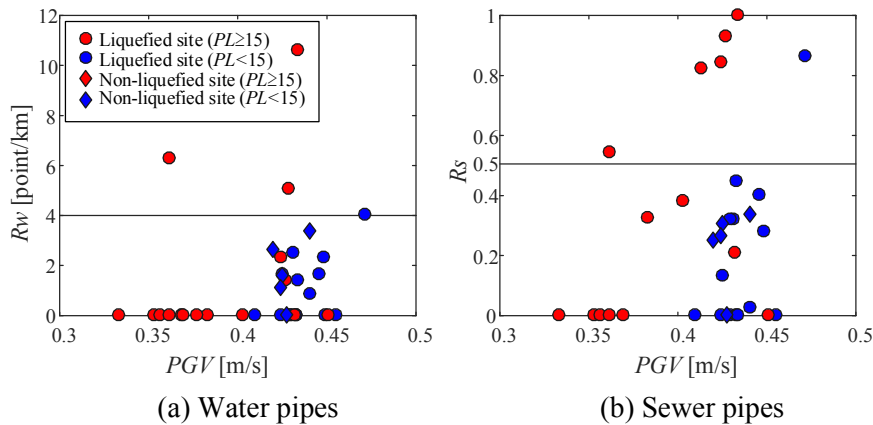 12
10
8
6
4
2
0
Rw [point/km]
Liquefied site (PL≥15)
Liquefied site (PL<15)
Non-liquefied site (PL≥15)
Non-liquefied site (PL<15)
0.3 0.35 0.4 0.45 0.5
PGV [m/s]
(a) Water pipes
1
0.8
0.6
0.5
0.4
0.2
0
Rs
0.3 0.35 0.4 0.45 0.5
PGV [m/s]
(b) Sewer pipes